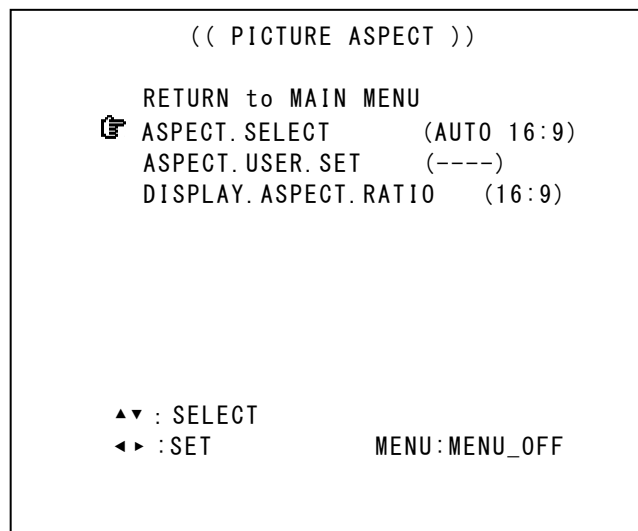 (( PICTURE ASPECT ))
RETURN to MAIN MENU
ASPECT.SELECT (AUTO 16:9)
ASPECT.USER.SET (----)
DISPLAY.ASPECT.RATIO (16:9)
▲▼ : SELECT
◄ ► :SET MENU:MENU_OFF